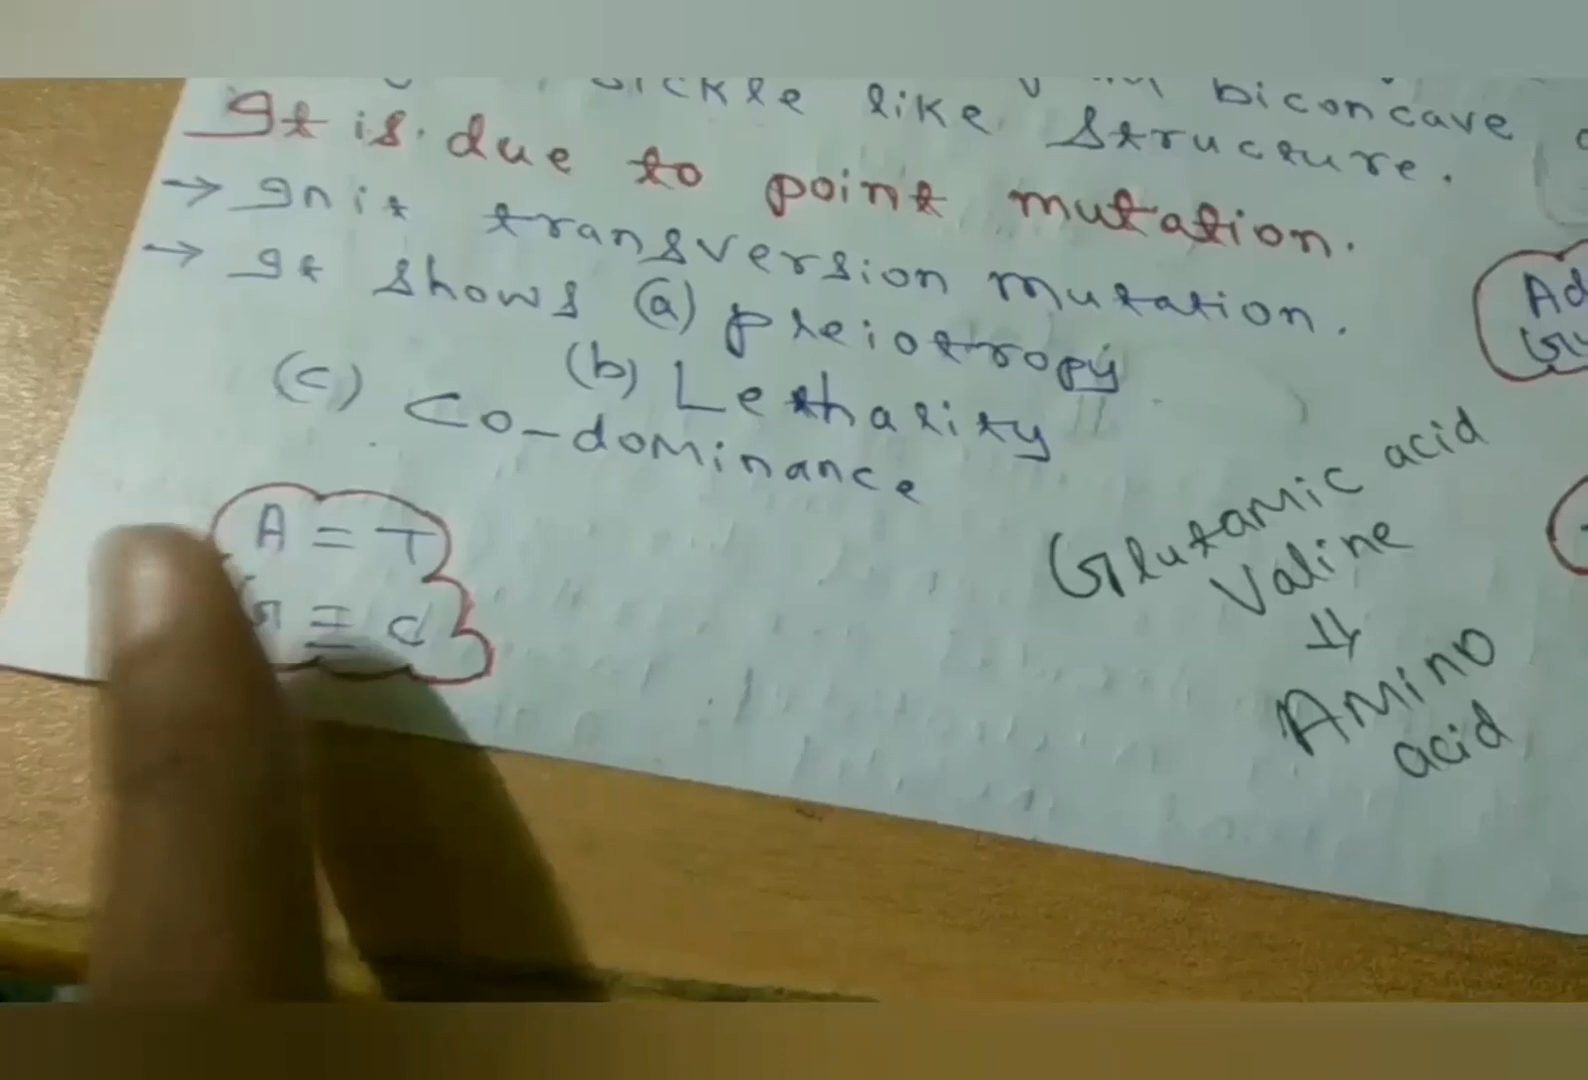 sickle like biconcave
structure.
It is due to point mutation.
→ In it transversion mutation.
→ It shows (a) pleiotropy
(b) Lethality
(c) Co-dominance
A = T
G ≡ C
Glutamic acid
Valine
⇓
Amino
acid
Ad